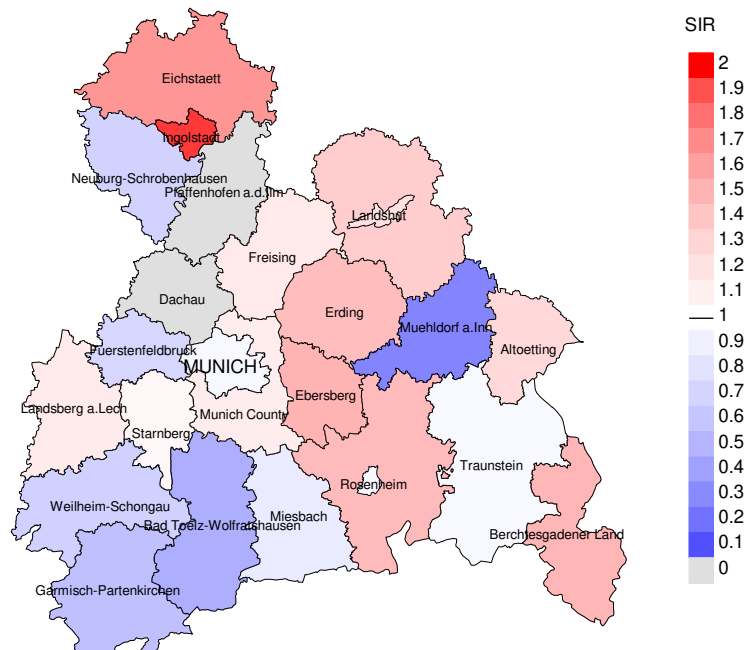 SIR
Eichstaett
2
1.9
1.8
Ingolstadt
1.7
Neuburg-Schrobenhausen
1.6
Pfaffenhofen a.d.Ilm
1.5
Landshut
1.4
1.3
Freising
1.2
Dachau
1.1
Erding
1
Muehldorf a.Inn
Fuerstenfeldbruck
Altoetting
0.9
MUNICH
0.8
Ebersberg
0.7
Landsberg a.Lech
Munich County
0.6
Starnberg
0.5
Traunstein
0.4
Rosenheim
0.3
Weilheim-Schongau
Miesbach
0.2
Bad Toelz-Wolfratshausen
Berchtesgadener Land
0.1
0
Garmisch-Partenkirchen